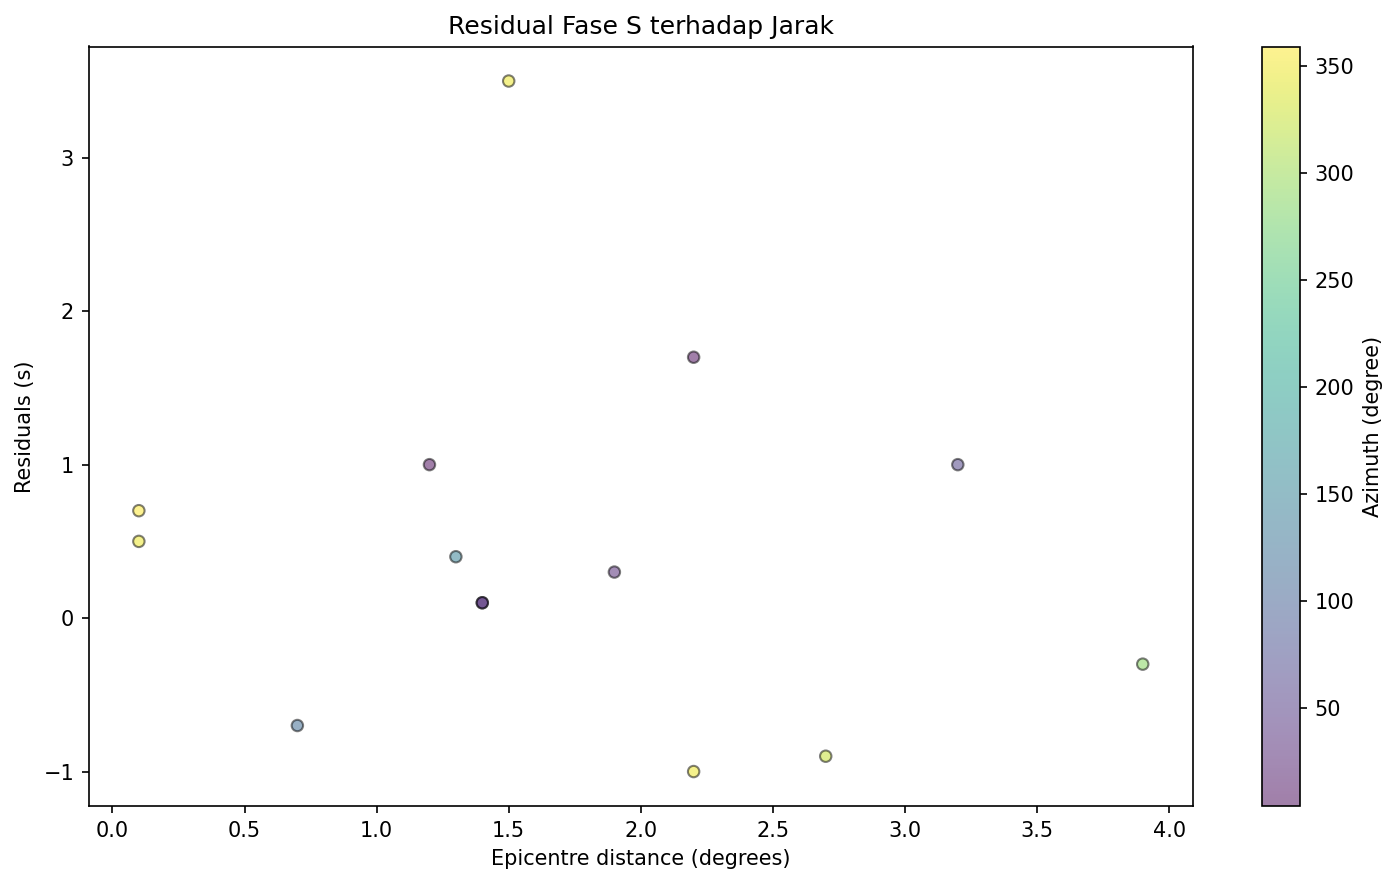 Residual Fase S terhadap Jarak
Residuals (s)
3
2
1
0
−1
0.0 0.5 1.0 1.5 2.0 2.5 3.0 3.5 4.0
Epicentre distance (degrees)
350
300
250
200
150
100
50
Azimuth (degree)